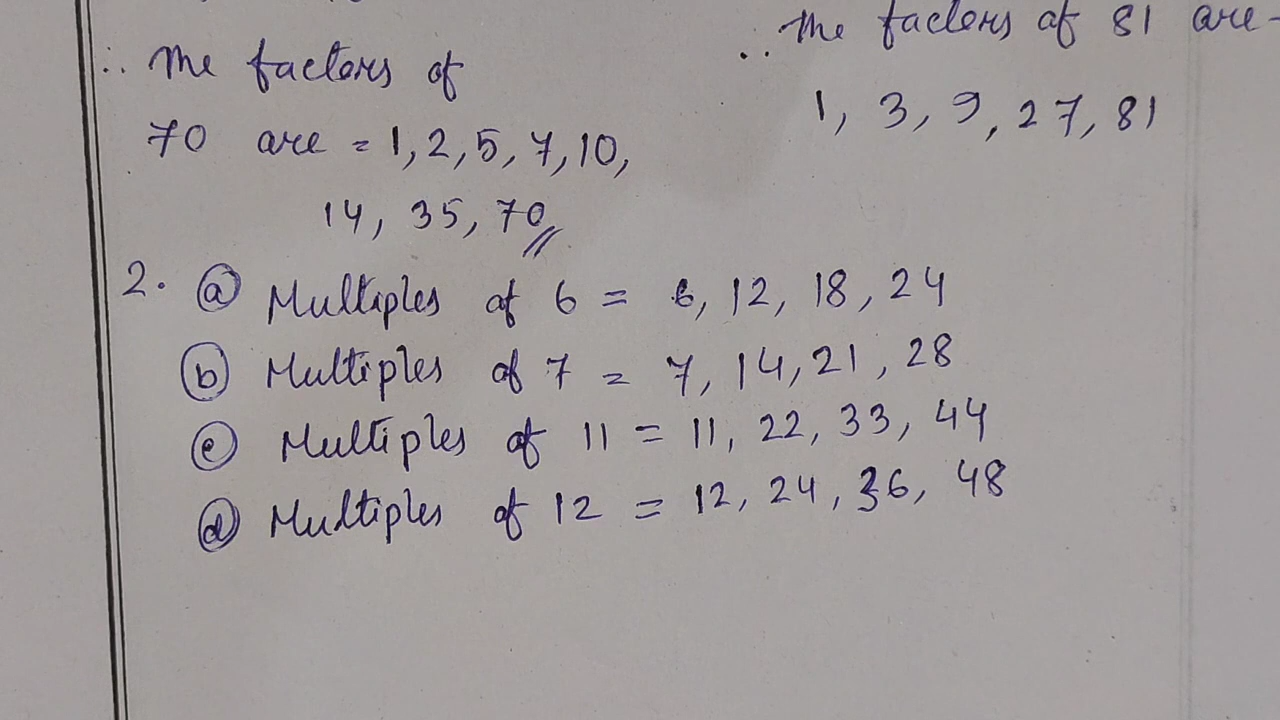 ∴ The factors of
70 are = 1, 2, 5, 7, 10,
14, 35, 70
∴ The factors of 81 are-
1, 3, 9, 27, 81
2. (a) Multiples of 6 = 6, 12, 18, 24
(b) Multiples of 7 = 7, 14, 21, 28
(c) Multiples of 11 = 11, 22, 33, 44
(d) Multiples of 12 = 12, 24, 36, 48